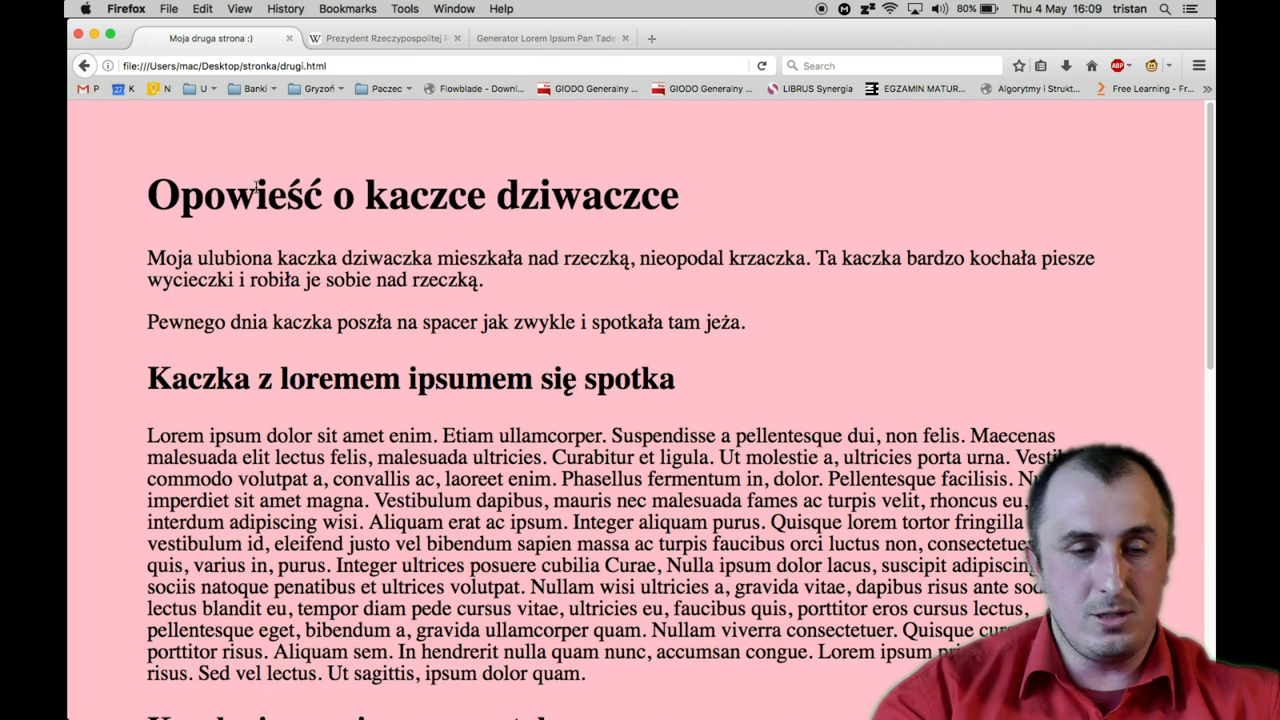 Firefox File Edit View History Bookmarks Tools Window Help 80% Thu 4 May 16:09 tristan
Moja druga strona :) Prezydent Rzeczypospolitej Generator Lorem Ipsum Pan Tade
file:///Users/mac/Desktop/stronka/drugi.html Search
P K N U Banki Gryzoń Paczec Flowblade - Downl... GIODO Generalny ... GIODO Generalny ... LIBRUS Synergia EGZAMIN MATUR... Algorytmy i Strukt... Free Learning - Fr...
Opowieść o kaczce dziwaczce
Moja ulubiona kaczka dziwaczka mieszkała nad rzeczką, nieopodal krzaczka. Ta kaczka bardzo kochała piesze
wycieczki i robiła je sobie nad rzeczką.
Pewnego dnia kaczka poszła na spacer jak zwykle i spotkała tam jeża.
Kaczka z loremem ipsumem się spotka
Lorem ipsum dolor sit amet enim. Etiam ullamcorper. Suspendisse a pellentesque dui, non felis. Maecenas
malesuada elit lectus felis, malesuada ultricies. Curabitur et ligula. Ut molestie a, ultricies porta urna.
commodo volutpat a, convallis ac, laoreet enim. Phasellus fermentum in, dolor. Pellentesque facilisis.
imperdiet sit amet magna. Vestibulum dapibus, mauris nec malesuada fames ac turpis velit, rhoncus eu,
interdum adipiscing wisi. Aliquam erat ac ipsum. Integer aliquam purus. Quisque lorem tortor fringilla
vestibulum id, eleifend justo vel bibendum sapien massa ac turpis faucibus orci luctus non,
quis, varius in, purus. Integer ultrices posuere cubilia Curae, Nulla ipsum dolor lacus, suscipit
sociis natoque penatibus et ultrices volutpat. Nullam wisi ultricies a, gravida vitae, dapibus risus ante
lectus blandit eu, tempor diam pede cursus vitae, ultricies eu, faucibus quis, porttitor eros cursus lectus,
pellentesque eget, bibendum a, gravida ullamcorper quam. Nullam viverra consectetuer. Quisque
porttitor risus. Aliquam sem. In hendrerit nulla quam nunc, accumsan congue. Lorem ipsum
risus. Sed vel lectus. Ut sagittis, ipsum dolor quam.